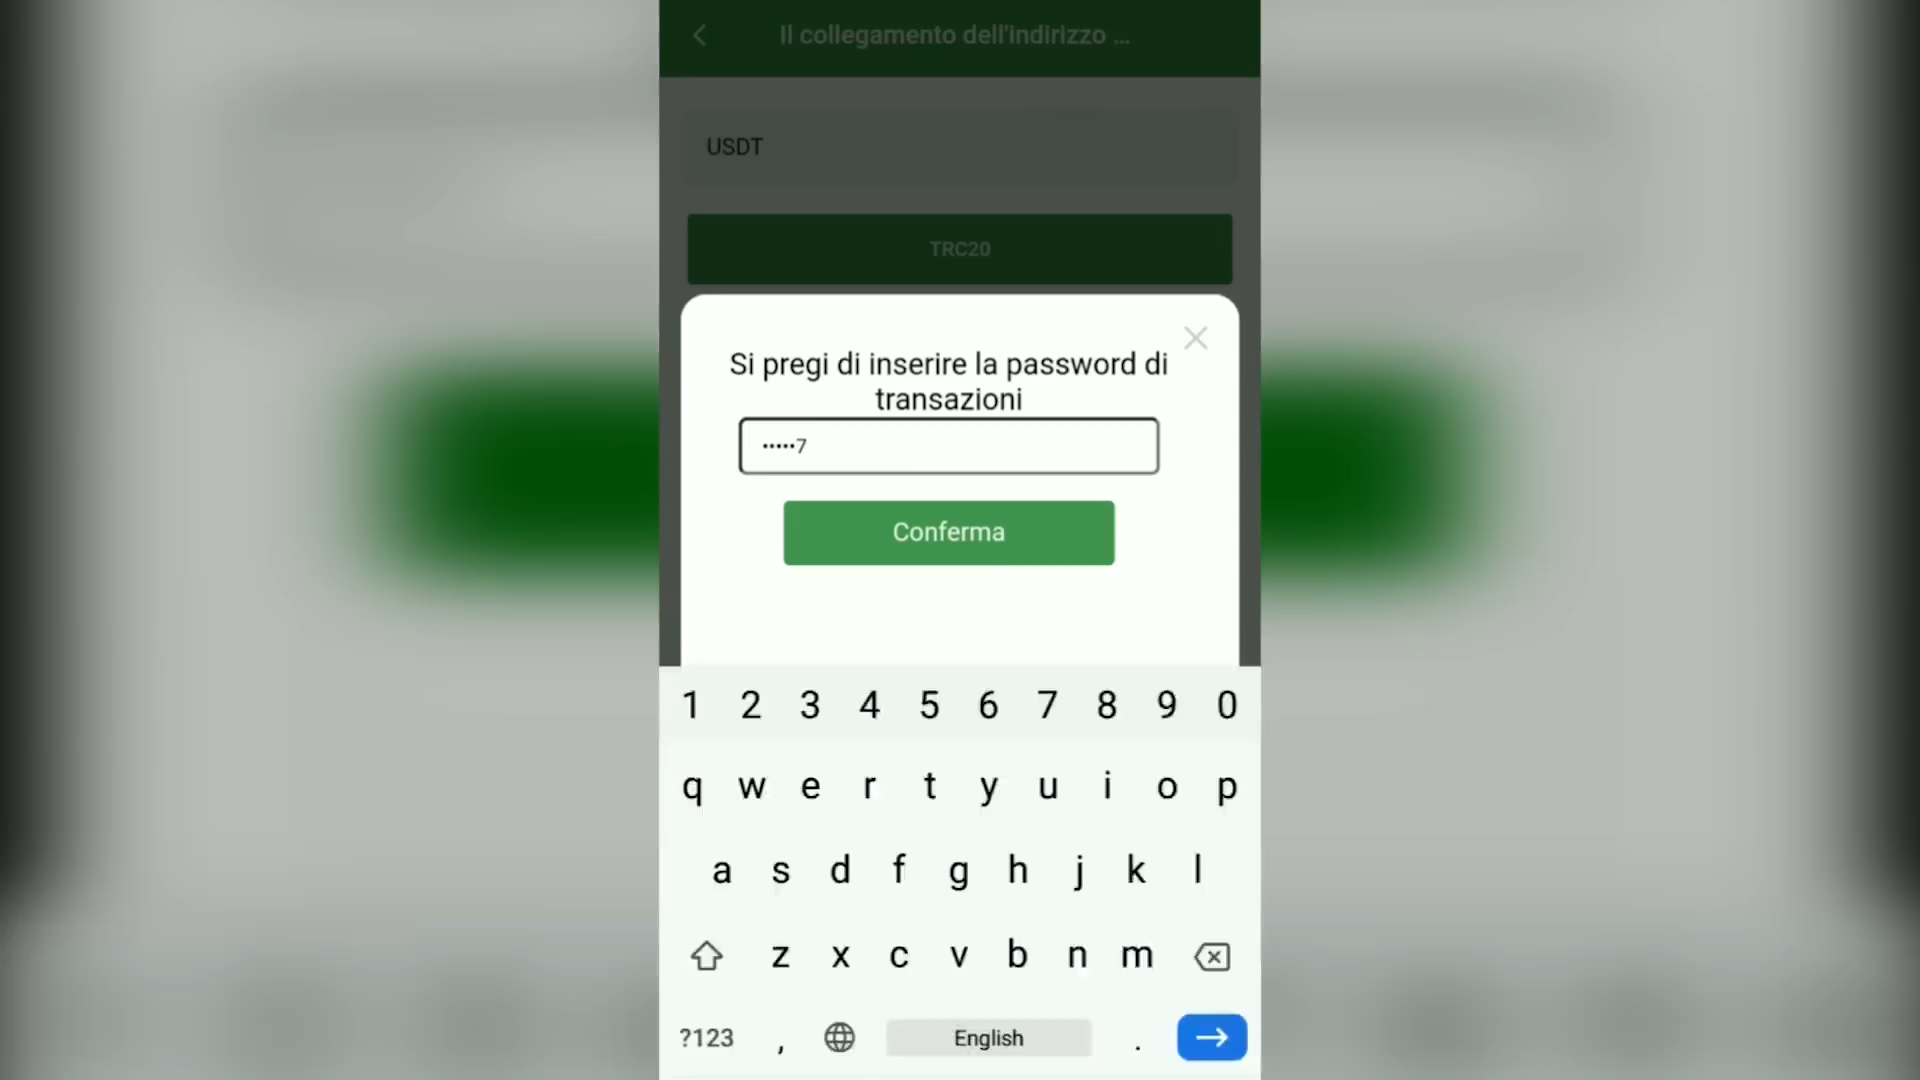 Il collegamento dell'indirizzo ...
USDT
TRC20
Si pregi di inserire la password di
transazioni
•••••7
Conferma
1 2 3 4 5 6 7 8 9 0
q w e r t y u i o p
a s d f g h j k l
z x c v b n m
?123 , English .